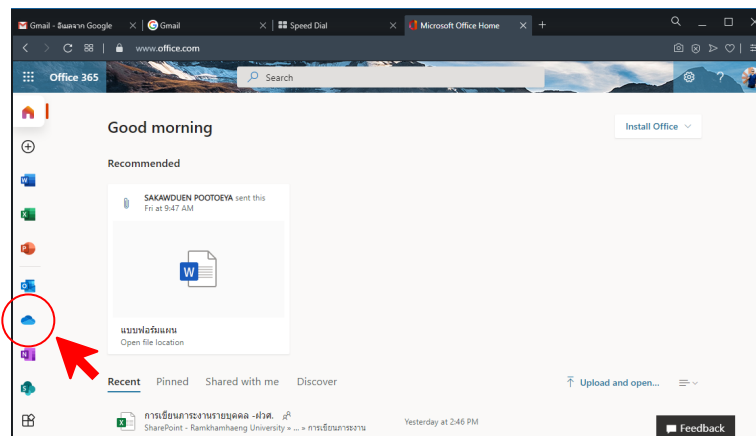 Gmail - อีเมลจาก Google
Gmail
Speed Dial
Microsoft Office Home
www.office.com
Office 365
Search
Good morning
Install Office
Recommended
SAKAWDUEN POOTOEYA sent this
Fri at 9:47 AM
W
แบบฟอร์มแผน
Open file location
Recent Pinned Shared with me Discover
Upload and open...
การเขียนภาระงานรายบุคคล -ฝวศ.
SharePoint - Ramkhamhaeng University » ... » การเขียนภาระงาน
Yesterday at 2:46 PM
Feedback